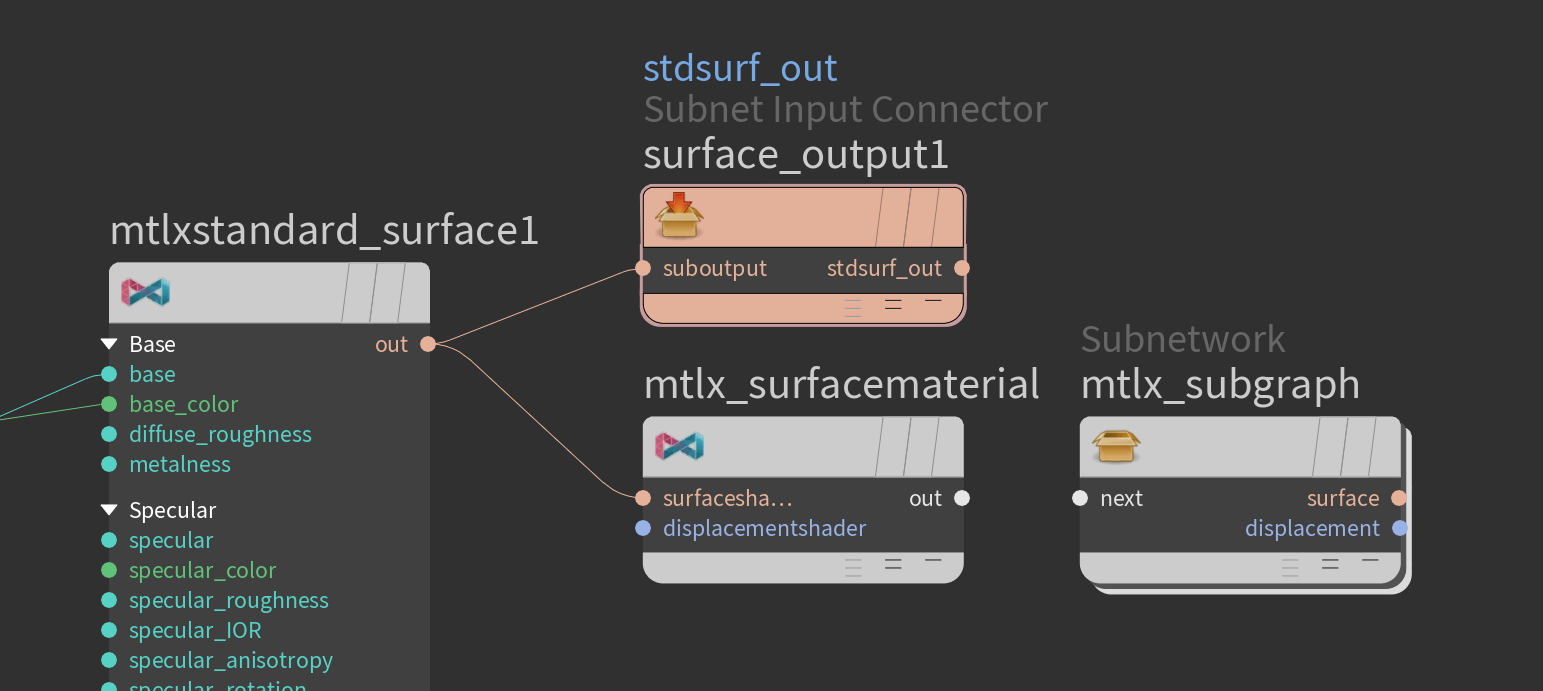 stdsurf_out
Subnet Input Connector
surface_output1
suboutput
stdsurf_out
mtlxstandard_surface1
Base
out
base
base_color
diffuse_roughness
metalness
Specular
specular
specular_color
specular_roughness
specular_IOR
specular_anisotropy
specular_rotation
mtlx_surfacematerial
surfacesha...
out
displacementshader
Subnetwork
mtlx_subgraph
next
surface
displacement